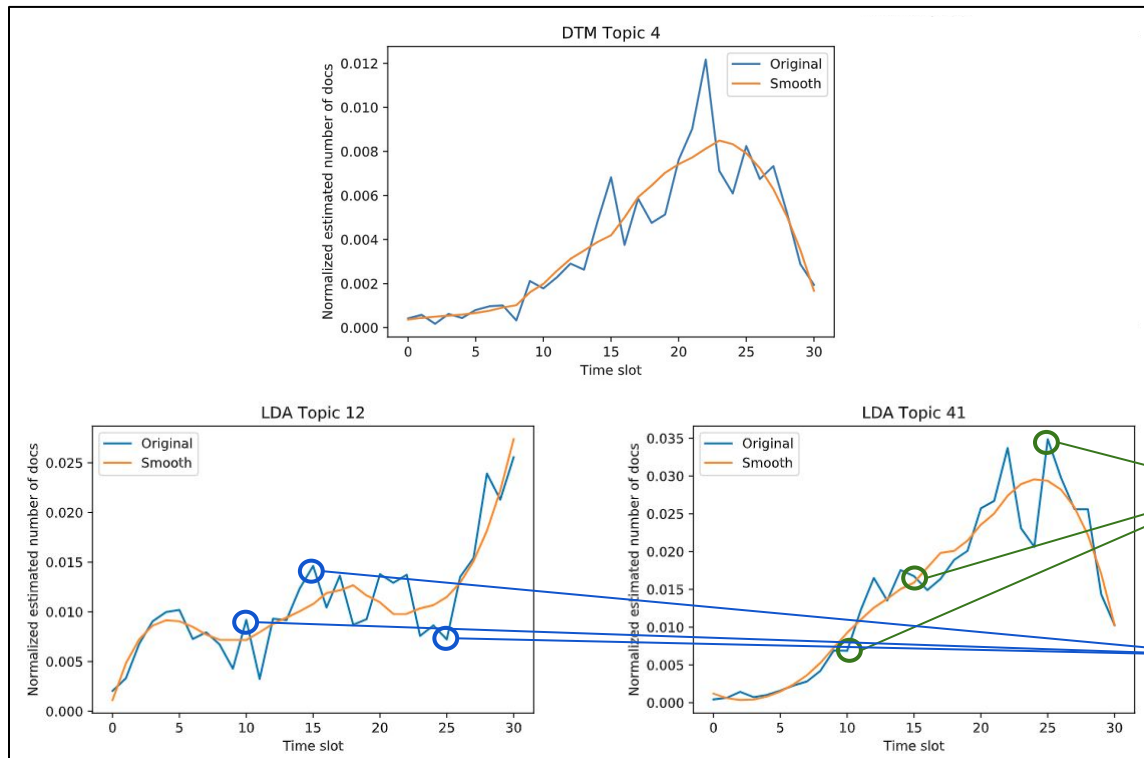 DTM Topic 4
Normalized estimated number of docs
0.012
0.010
0.008
0.006
0.004
0.002
0.000
Original
Smooth
0 5 10 15 20 25 30
Time slot
LDA Topic 12
Normalized estimated number of docs
0.025
0.020
0.015
0.010
0.005
0.000
Original
Smooth
0 5 10 15 20 25 30
Time slot
LDA Topic 41
Normalized estimated number of docs
0.035
0.030
0.025
0.020
0.015
0.010
0.005
0.000
Original
Smooth
0 5 10 15 20 25 30
Time slot